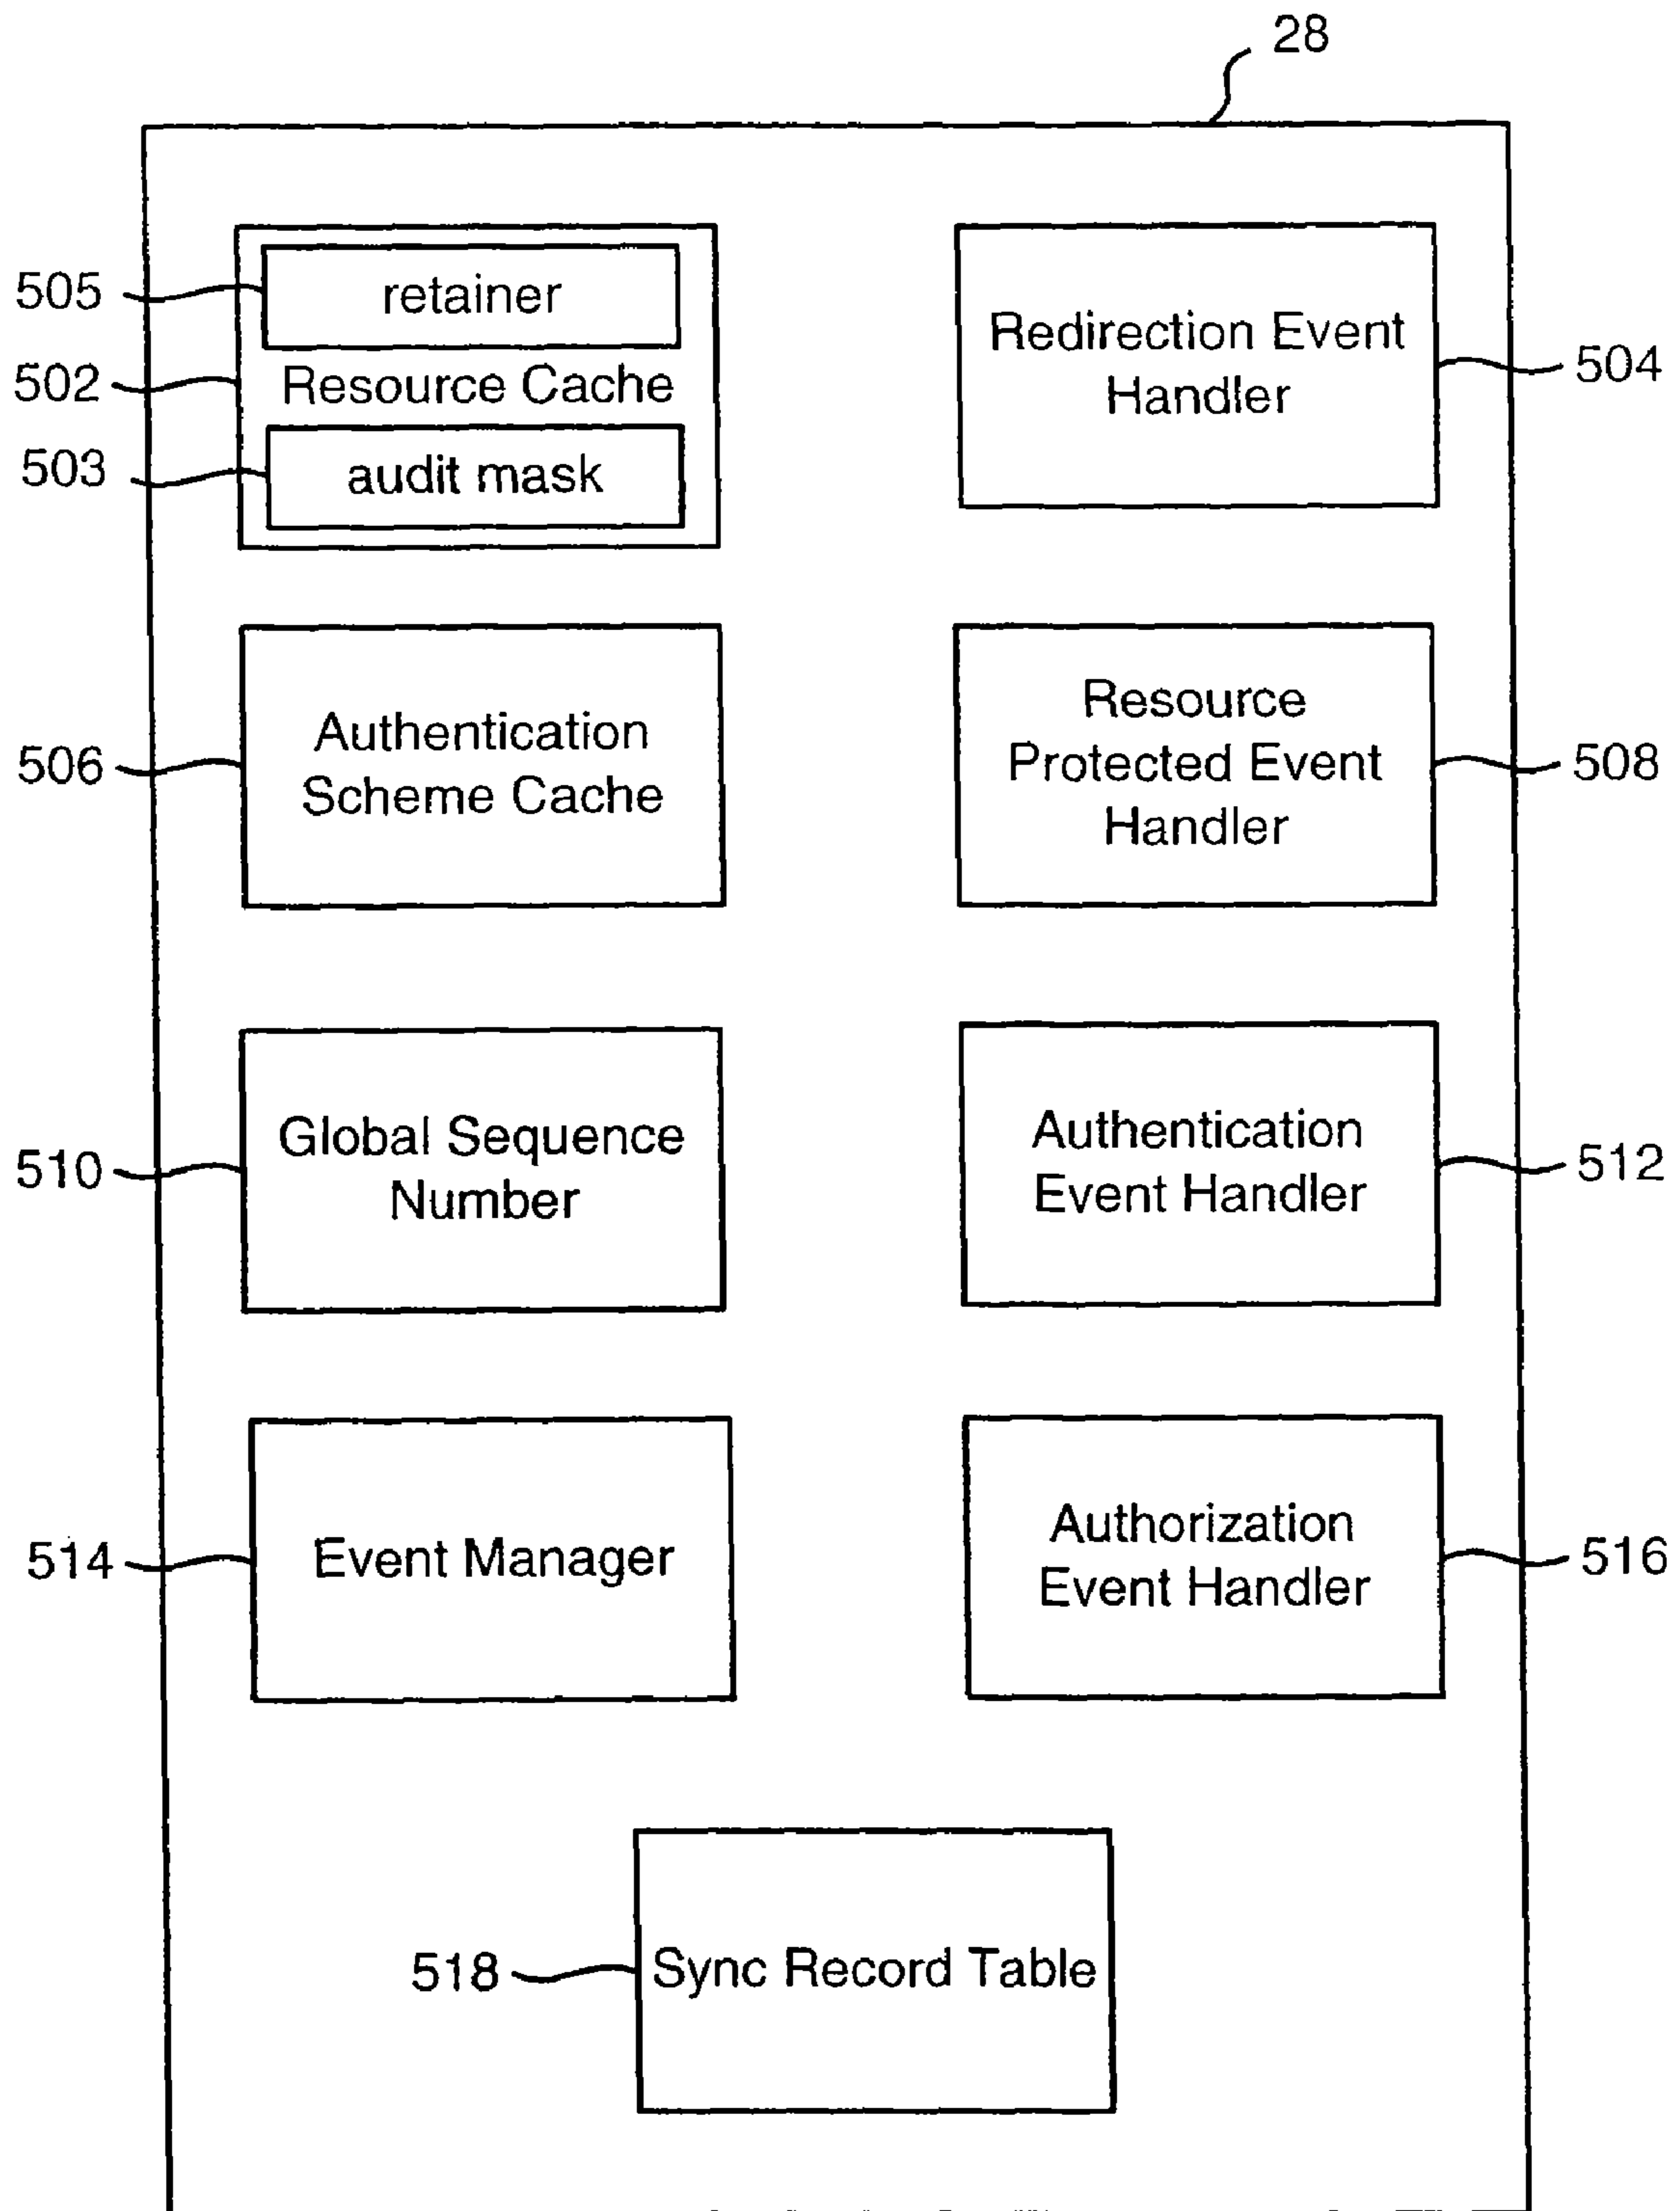 28
505
retainer
502
Resource Cache
503
audit mask
Redirection Event
Handler
504
506
Authentication
Scheme Cache
Resource
Protected Event
Handler
508
510
Global Sequence
Number
Authentication
Event Handler
512
514
Event Manager
Authorization
Event Handler
516
518
Sync Record Table